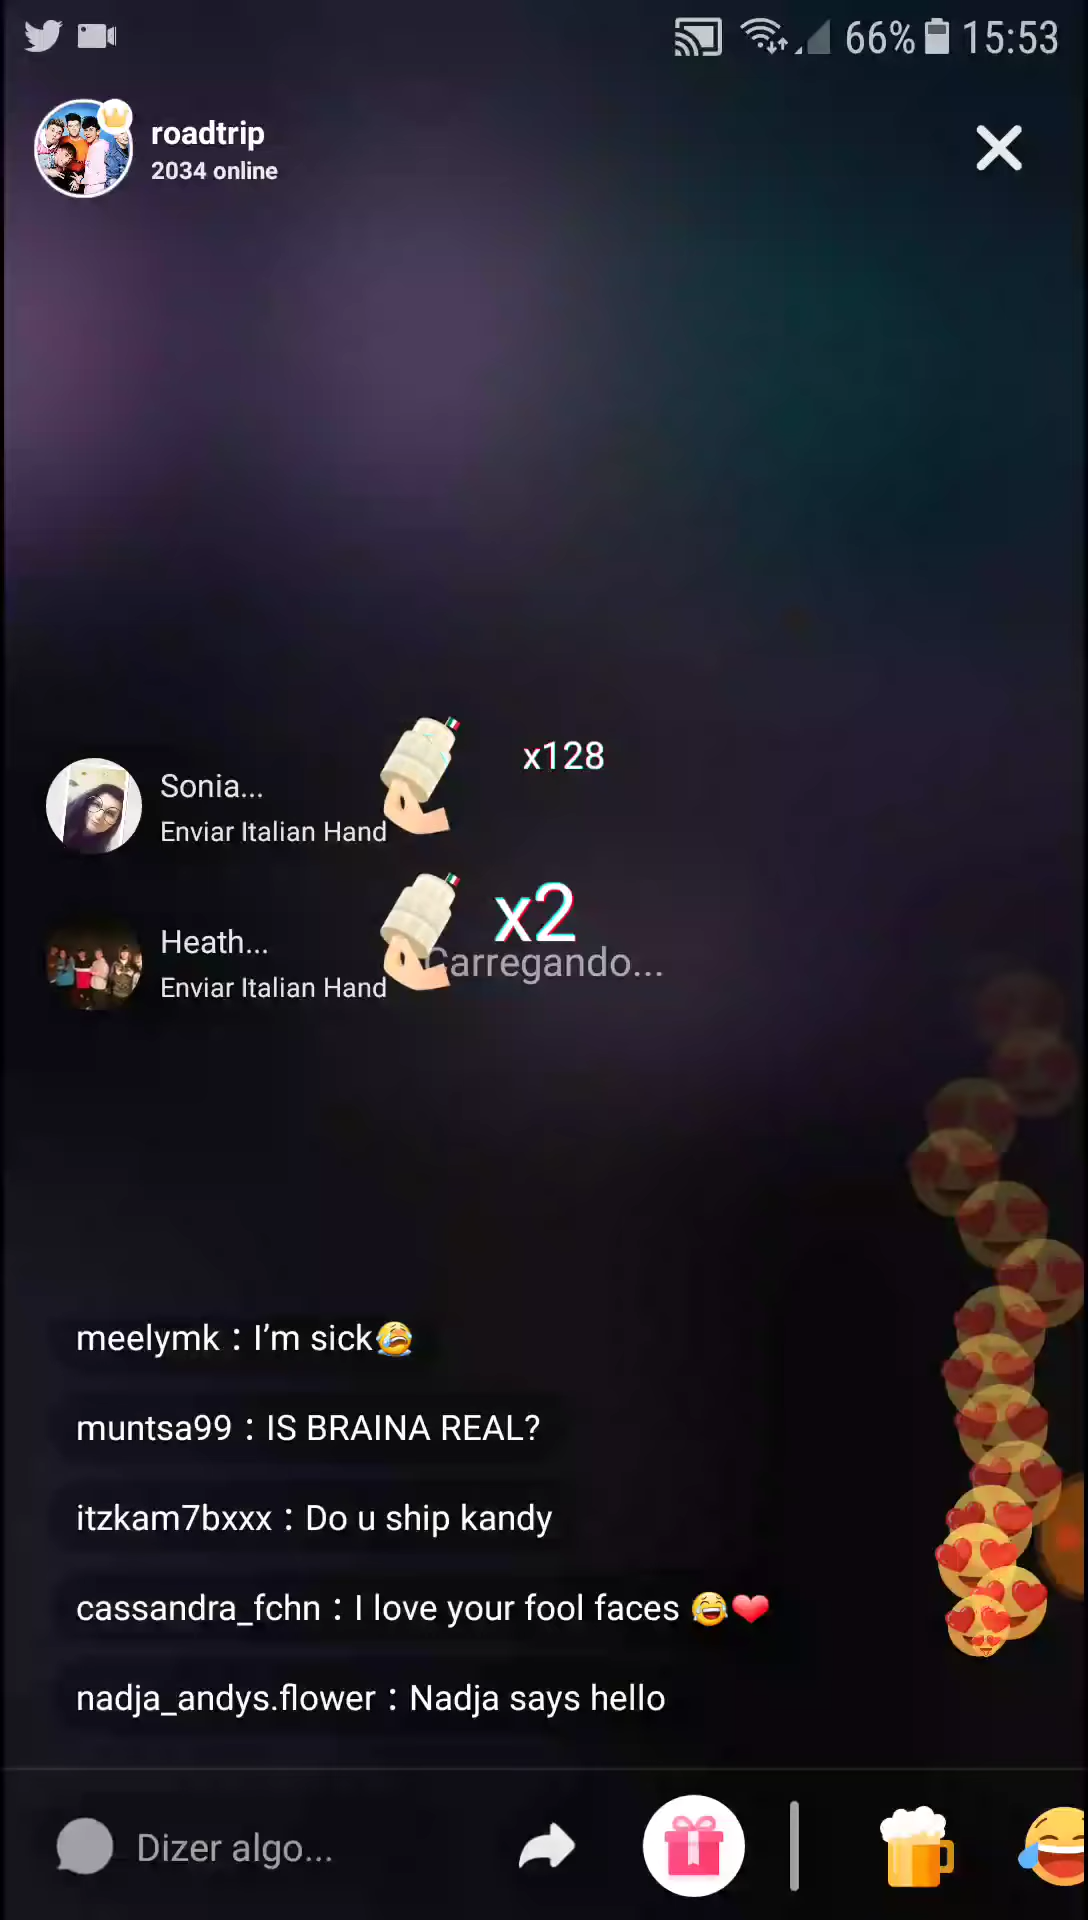 66% 15:53
roadtrip
2034 online
Sonia...
Enviar Italian Hand
x128
Heath...
Enviar Italian Hand
x2
Carregando...
meelymk : I’m sick😭
muntsa99 : IS BRAINA REAL?
itzkam7bxxx : Do u ship kandy
cassandra_fchn : I love your fool faces 😂❤️
nadja_andys.flower : Nadja says hello
Dizer algo...